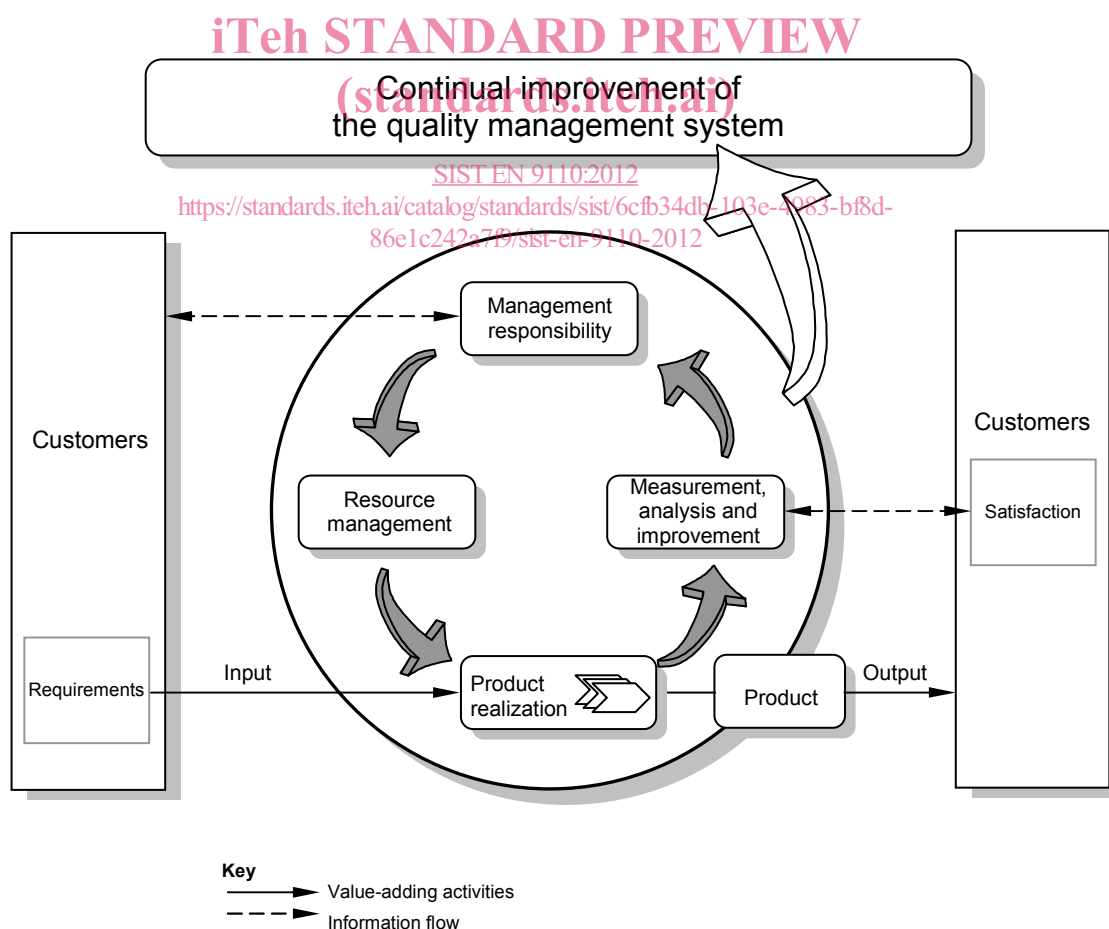 iTeh STANDARD PREVIEW
(standards.iteh.ai)
Continual improvement of
the quality management system
SIST EN 9110:2012
https://standards.iteh.ai/catalog/standards/sist/6cfb34db-103e-4983-bf8d-
86e1c242a7f9/sist-en-9110-2012
Management
responsibility
Customers
Customers
Resource
management
Measurement,
analysis and
improvement
Satisfaction
Requirements
Input
Product
realization
Product
Output
Key
Value-adding activities
Information flow